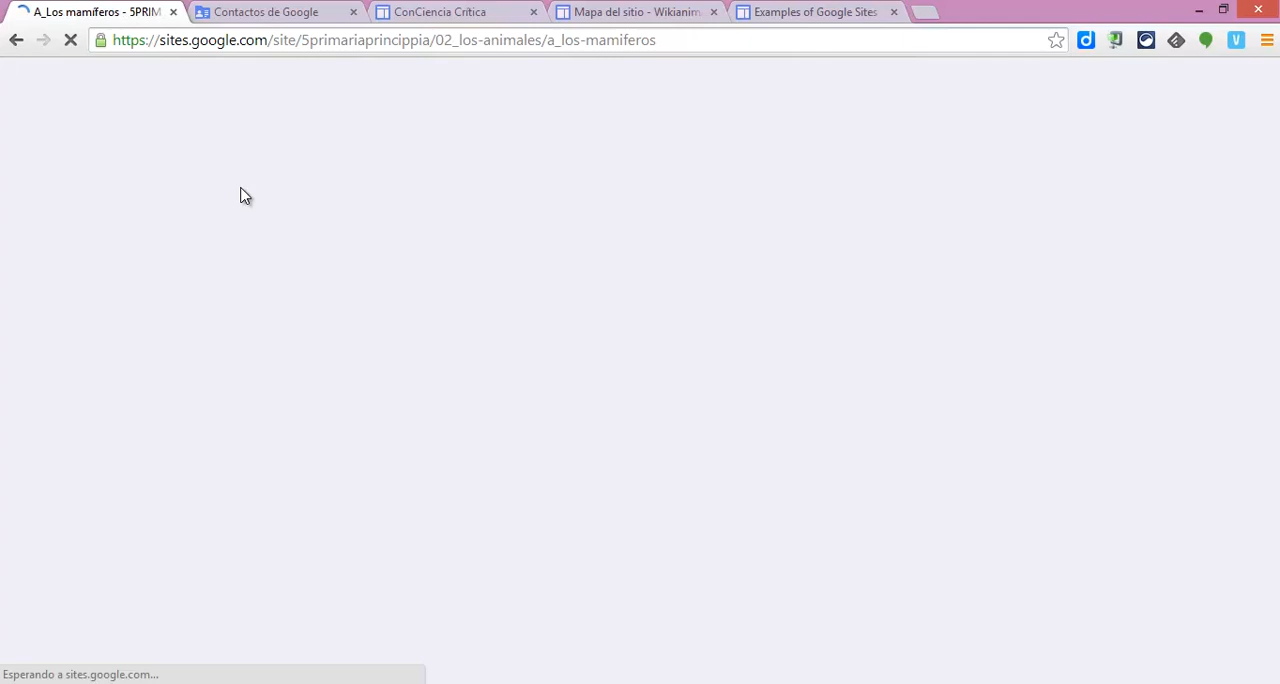 A_Los mamíferos - 5PRIM
Contactos de Google
ConCiencia Crítica
Mapa del sitio - Wikianim
Examples of Google Sites
https://sites.google.com/site/5primariaprincippia/02_los-animales/a_los-mamiferos
Esperando a sites.google.com...